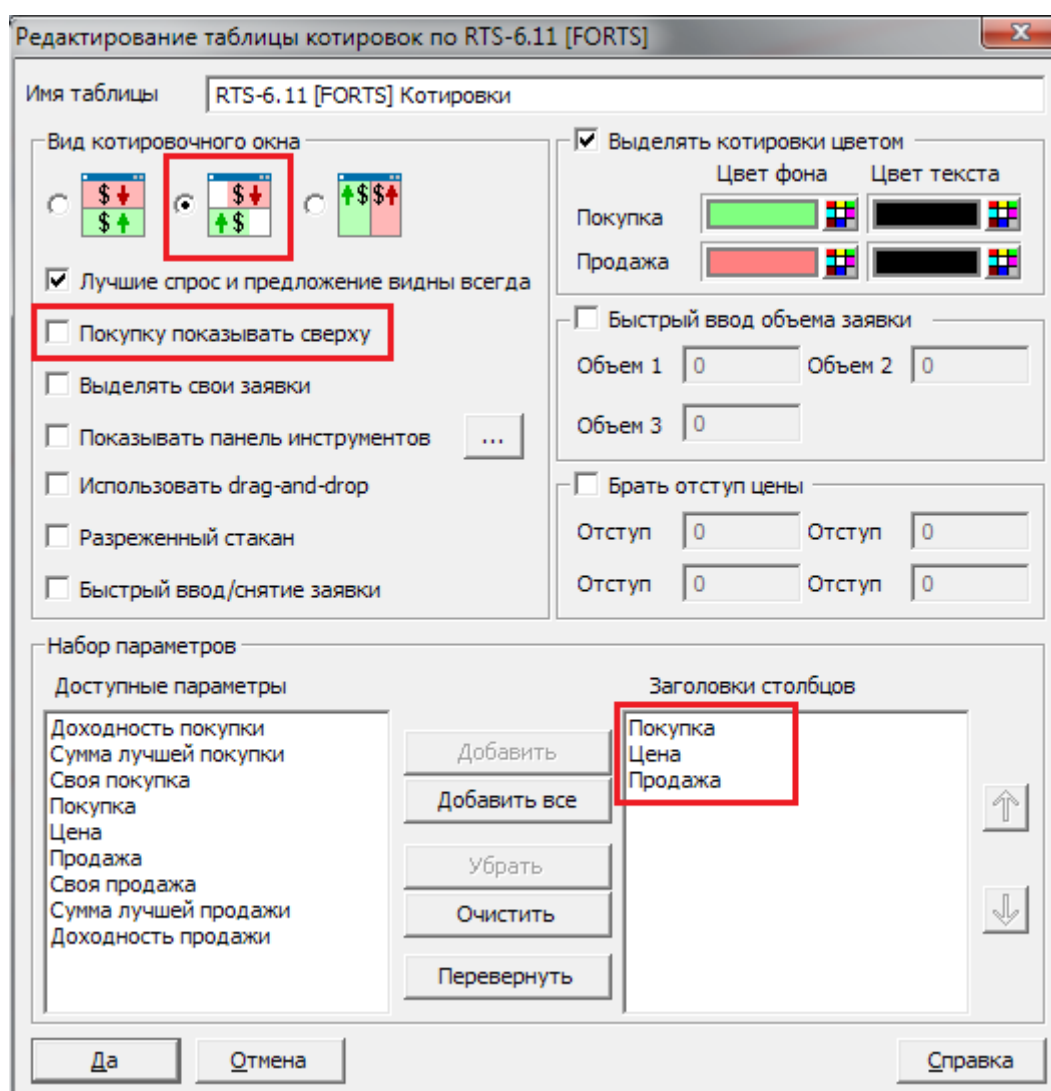 Редактирование таблицы котировок по RTS-6.11 [FORTS]
Имя таблицы RTS-6.11 [FORTS] Котировки
Вид котировочного окна
$ $ $ $ $$
Лучшие спрос и предложение видны всегда
Покупку показывать сверху
Выделять свои заявки
Показывать панель инструментов ...
Использовать drag-and-drop
Разреженный стакан
Быстрый ввод/снятие заявки
Выделять котировки цветом
Цвет фона Цвет текста
Покупка
Продажа
Быстрый ввод объема заявки
Объем 1 0 Объем 2 0
Объем 3 0
Брать отступ цены
Отступ 0 Отступ 0
Отступ 0 Отступ 0
Набор параметров
Доступные параметры
Доходность покупки
Сумма лучшей покупки
Своя покупка
Покупка
Цена
Продажа
Своя продажа
Сумма лучшей продажи
Доходность продажи
Добавить
Добавить все
Убрать
Очистить
Перевернуть
Заголовки столбцов
Покупка
Цена
Продажа
Да Отмена Справка